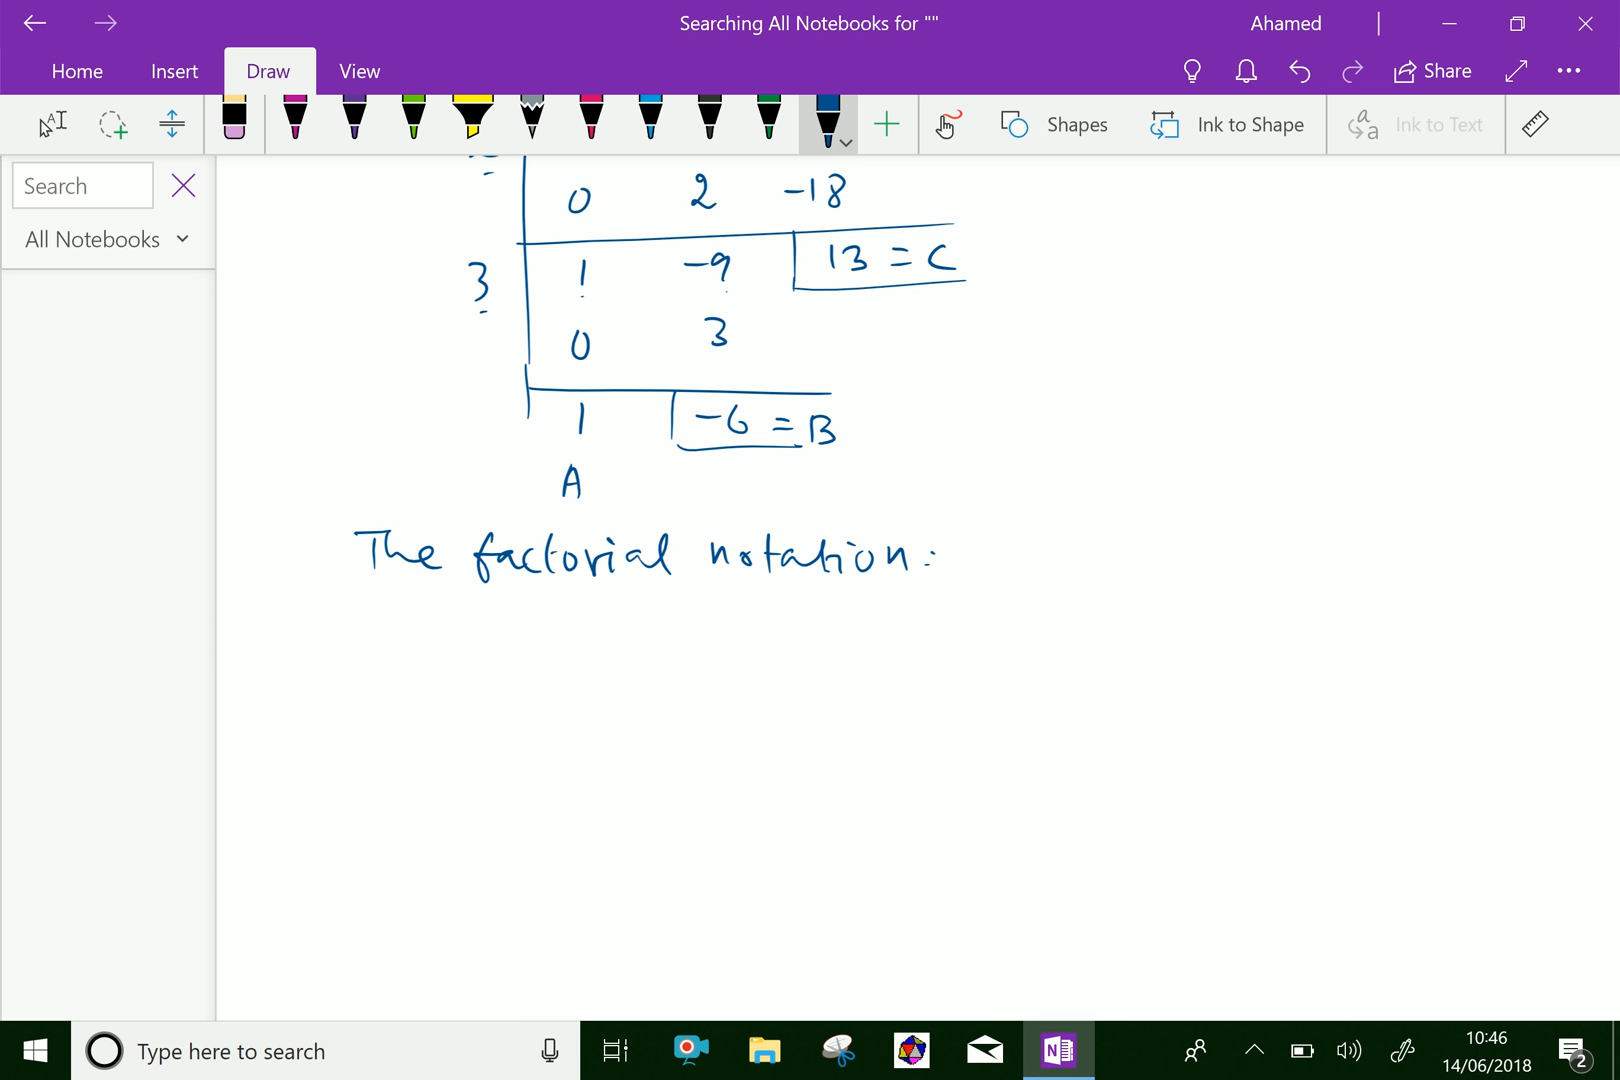 Searching All Notebooks for ""
Ahamed
Home Insert Draw View
Share
Shapes Ink to Shape Ink to Text
Search
All Notebooks
0 2 -18
3 1 -9 13 = C
0 3
1 -6 = B
A
The factorial notation:
Type here to search
10:46
14/06/2018
2